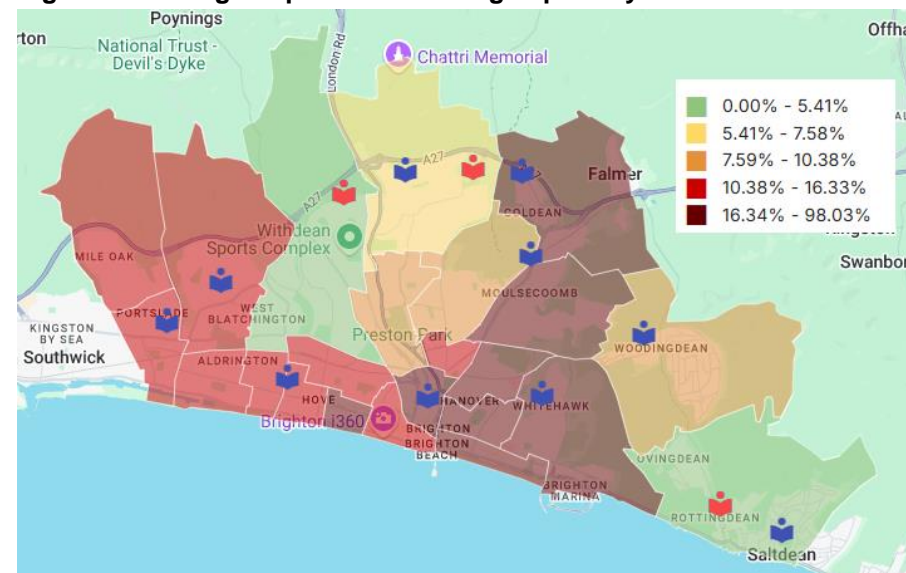 Poynings
rton
National Trust -
Devil's Dyke
London Rd
Chattri Memorial
Offha
0.00% - 5.41%
5.41% - 7.58%
7.59% - 10.38%
10.38% - 16.33%
16.34% - 98.03%
A27
A27
Falmer
COLDEAN
Withdean
Sports Complex
MILE OAK
Swanbor
MOULSECOOMB
PORTSLADE
WEST
BLATCHINGTON
KINGSTON
BY SEA
Southwick
Preston Park
WOODINGDEAN
ALDRINGTON
HOVE
HANOVER
WHITEHAWK
Brighton i360
BRIGHTON
BRIGHTON
BEACH
OVINGDEAN
BRIGHTON
MARINA
ROTTINGDEAN
Saltdean